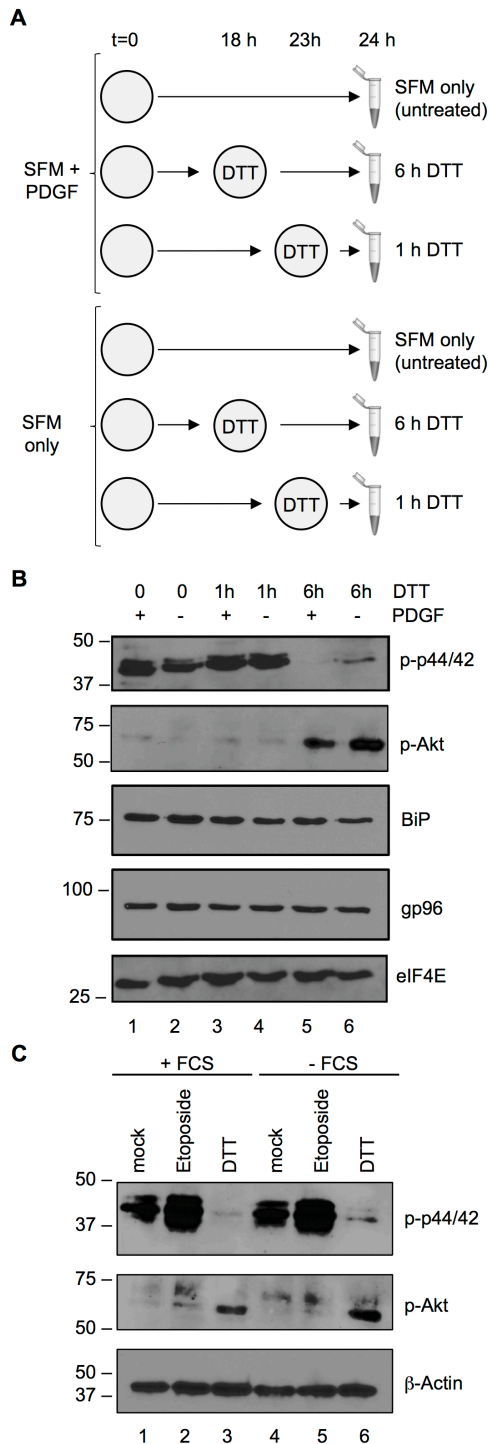 A
t=0 18 h 23h 24 h
SFM only
(untreated)
SFM +
PDGF
DTT
6 h DTT
DTT
1 h DTT
SFM only
(untreated)
SFM
only
DTT
6 h DTT
DTT
1 h DTT
B
0 0 1h 1h 6h 6h DTT
+ - + - + - PDGF
50
37
p-p44/42
75
50
p-Akt
75
BiP
100
gp96
25
eIF4E
1 2 3 4 5 6
C
+ FCS - FCS
mock Etoposide DTT mock Etoposide DTT
50
37
p-p44/42
75
50
p-Akt
50
37
β-Actin
1 2 3 4 5 6